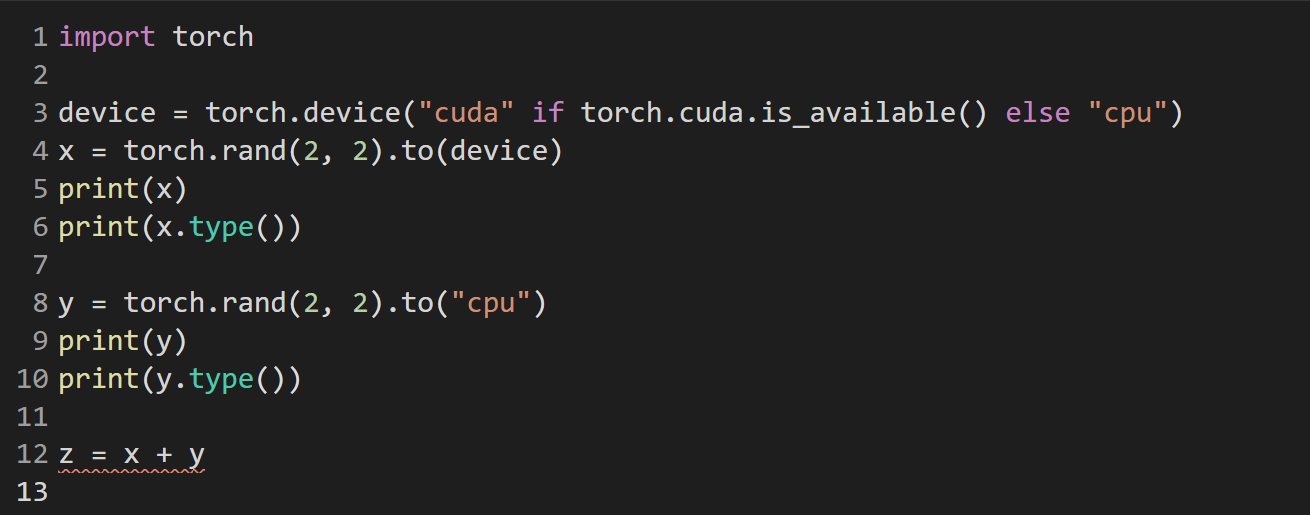 1 import torch
2
3 device = torch.device("cuda" if torch.cuda.is_available() else "cpu")
4 x = torch.rand(2, 2).to(device)
5 print(x)
6 print(x.type())
7
8 y = torch.rand(2, 2).to("cpu")
9 print(y)
10 print(y.type())
11
12 z = x + y
13